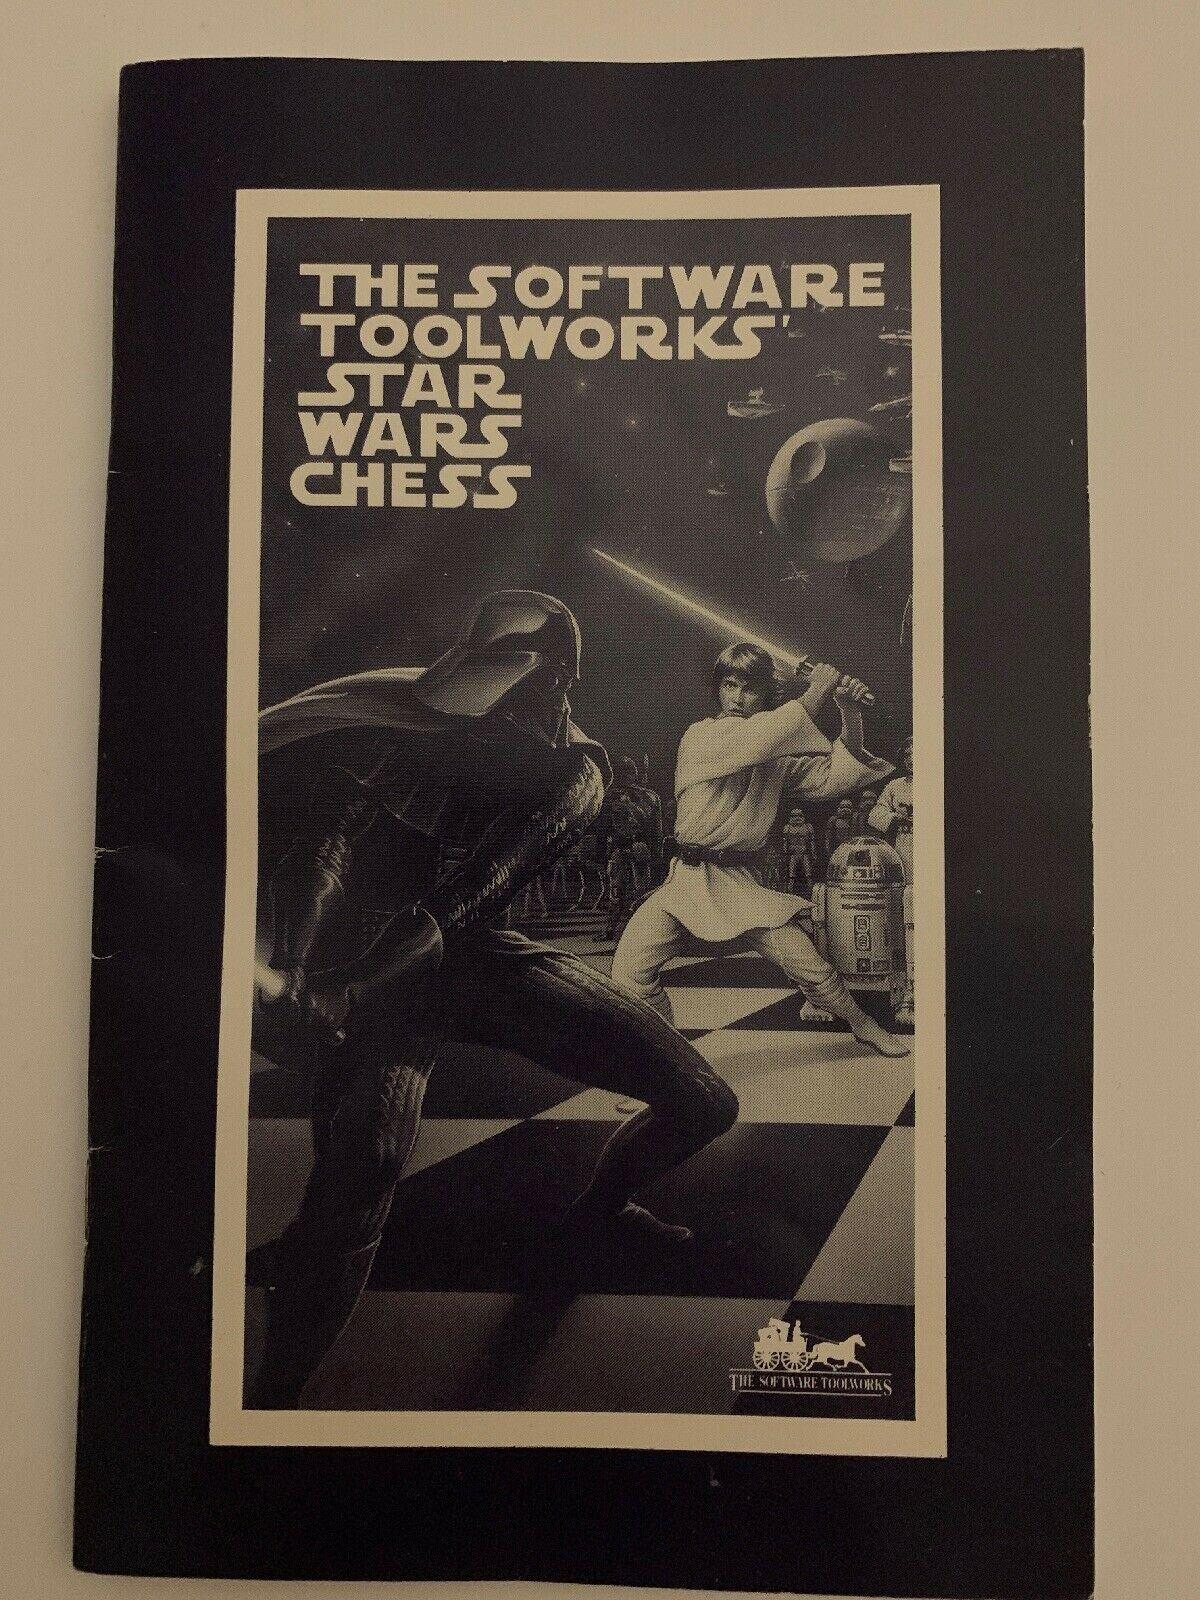 THE SOFTWARE
TOOLWORKS'
STAR
WARS
CHESS
THE SOFTWARE TOOLWORKS